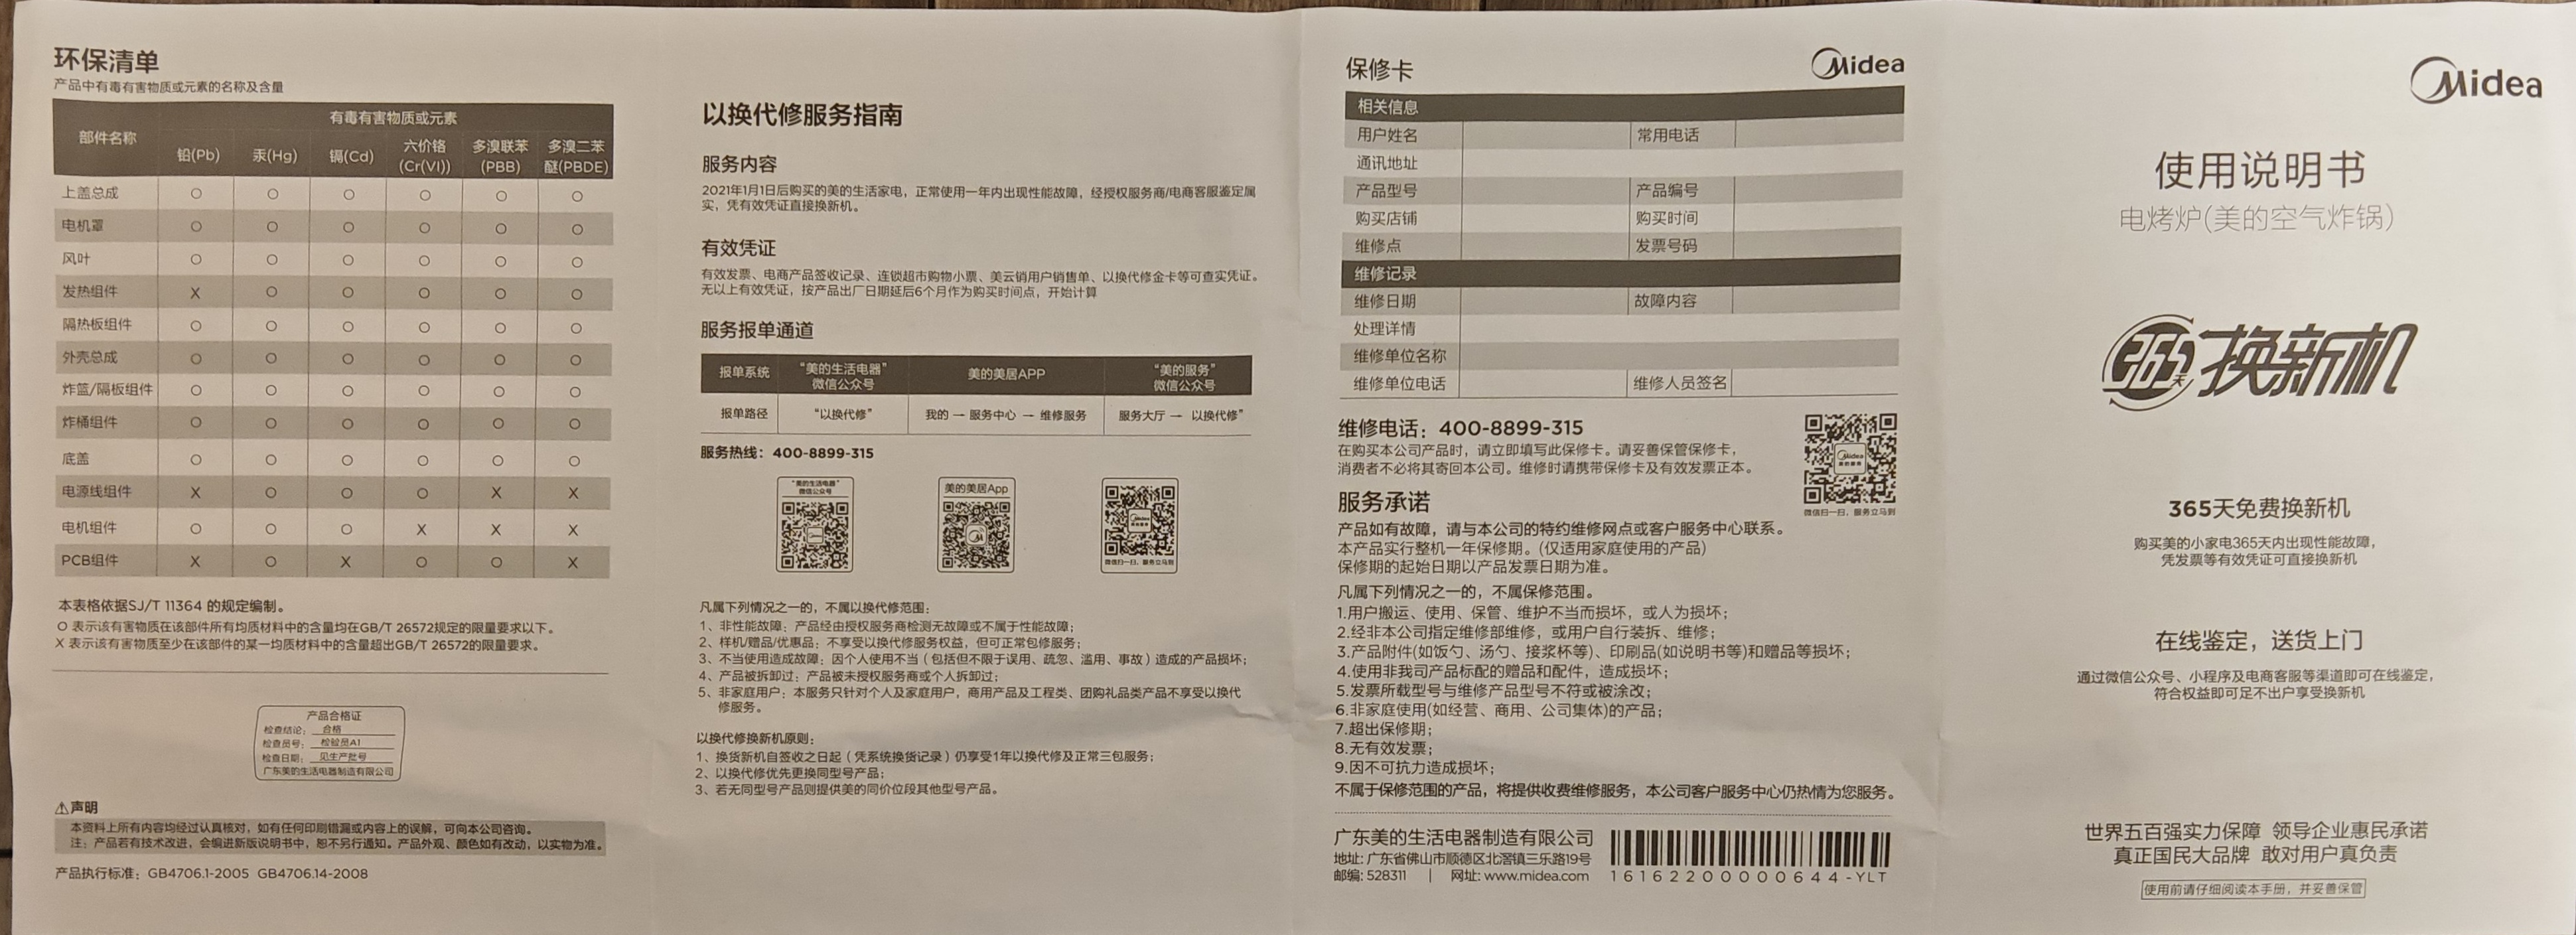 环保清单
产品中有毒有害物质或元素的名称及含量
部件名称 有毒有害物质或元素
铅(Pb) 汞(Hg) 镉(Cd) 六价铬(Cr(VI)) 多溴联苯(PBB) 多溴二苯醚(PBDE)
上盖总成 O O O O O O
电机罩 O O O O O O
风叶 O O O O O O
发热组件 X O O O O O
隔热板组件 O O O O O O
外壳总成 O O O O O O
炸篮/隔板组件 O O O O O O
炸桶组件 O O O O O O
底盖 O O O O O O
电源线组件 X O O O X X
电机组件 O O O X X X
PCB组件 X O X O O X
本表格依据SJ/T 11364 的规定编制。
O 表示该有害物质在该部件所有均质材料中的含量均在GB/T 26572规定的限量要求以下。
X 表示该有害物质至少在该部件的某一均质材料中的含量超出GB/T 26572的限量要求。
产品合格证
检查结论: 合格
检查员号: 检验员A1
检查日期: 见生产批号
广东美的生活电器制造有限公司
⚠声明
本资料上所有内容均经过认真核对，如有任何印刷错漏或内容上的误解，可向本公司咨询。
注：产品若有技术改进，会编进新版说明书中，恕不另行通知。产品外观、颜色如有改动，以实物为准。
产品执行标准：GB4706.1-2005 GB4706.14-2008
以换代修服务指南
服务内容
2021年1月1日后购买的美的生活家电，正常使用一年内出现性能故障，经授权服务商/电商客服鉴定属
实，凭有效凭证直接换新机。
有效凭证
有效发票、电商产品签收记录、连锁超市购物小票、美云销用户销售单、以换代修金卡等可查实凭证。
无以上有效凭证，按产品出厂日期延后6个月作为购买时间点，开始计算
服务报单通道
报单系统 “美的生活电器”微信公众号 美的美居APP “美的服务”微信公众号
报单路径 “以换代修” 我的 → 服务中心 → 维修服务 服务大厅 → 以换代修”
服务热线：400-8899-315
“美的生活电器”
微信公众号
美的美居App
Midea
微信扫一扫，服务立马到
凡属下列情况之一的，不属以换代修范围：
1、非性能故障：产品经由授权服务商检测无故障或不属于性能故障；
2、样机/赠品/优惠品：不享受以换代修服务权益，但可正常包修服务；
3、不当使用造成故障：因个人使用不当（包括但不限于误用、疏忽、滥用、事故）造成的产品损坏；
4、产品被拆卸过：产品被未授权服务商或个人拆卸过；
5、非家庭用户：本服务只针对个人及家庭用户，商用产品及工程类、团购礼品类产品不享受以换代
修服务。
以换代修换新机原则：
1、换货新机自签收之日起（凭系统换货记录）仍享受1年以换代修及正常三包服务；
2、以换代修优先更换同型号产品；
3、若无同型号产品则提供美的同价位段其他型号产品。
保修卡 Midea
相关信息
用户姓名 常用电话
通讯地址
产品型号 产品编号
购买店铺 购买时间
维修点 发票号码
维修记录
维修日期 故障内容
处理详情
维修单位名称
维修单位电话 维修人员签名
维修电话：400-8899-315
在购买本公司产品时，请立即填写此保修卡。请妥善保管保修卡，
消费者不必将其寄回本公司。维修时请携带保修卡及有效发票正本。
Midea
美的服务
微信扫一扫，服务立马到
服务承诺
产品如有故障，请与本公司的特约维修网点或客户服务中心联系。
本产品实行整机一年保修期。(仅适用家庭使用的产品)
保修期的起始日期以产品发票日期为准。
凡属下列情况之一的，不属保修范围。
1.用户搬运、使用、保管、维护不当而损坏，或人为损坏；
2.经非本公司指定维修部维修，或用户自行装拆、维修；
3.产品附件(如饭勺、汤勺、接浆杯等)、印刷品(如说明书等)和赠品等损坏；
4.使用非我司产品标配的赠品和配件，造成损坏；
5.发票所载型号与维修产品型号不符或被涂改；
6.非家庭使用(如经营、商用、公司集体)的产品；
7.超出保修期；
8.无有效发票；
9.因不可抗力造成损坏；
不属于保修范围的产品，将提供收费维修服务，本公司客户服务中心仍热情为您服务。
广东美的生活电器制造有限公司
地址: 广东省佛山市顺德区北滘镇三乐路19号
邮编: 528311 | 网址: www.midea.com
16162200000644-YLT
Midea
使用说明书
电烤炉(美的空气炸锅)
365天换新机
365天免费换新机
购买美的小家电365天内出现性能故障，
凭发票等有效凭证可直接换新机
在线鉴定，送货上门
通过微信公众号、小程序及电商客服等渠道即可在线鉴定，
符合权益即可足不出户享受换新机
世界五百强实力保障 领导企业惠民承诺
真正国民大品牌 敢对用户真负责
使用前请仔细阅读本手册，并妥善保管